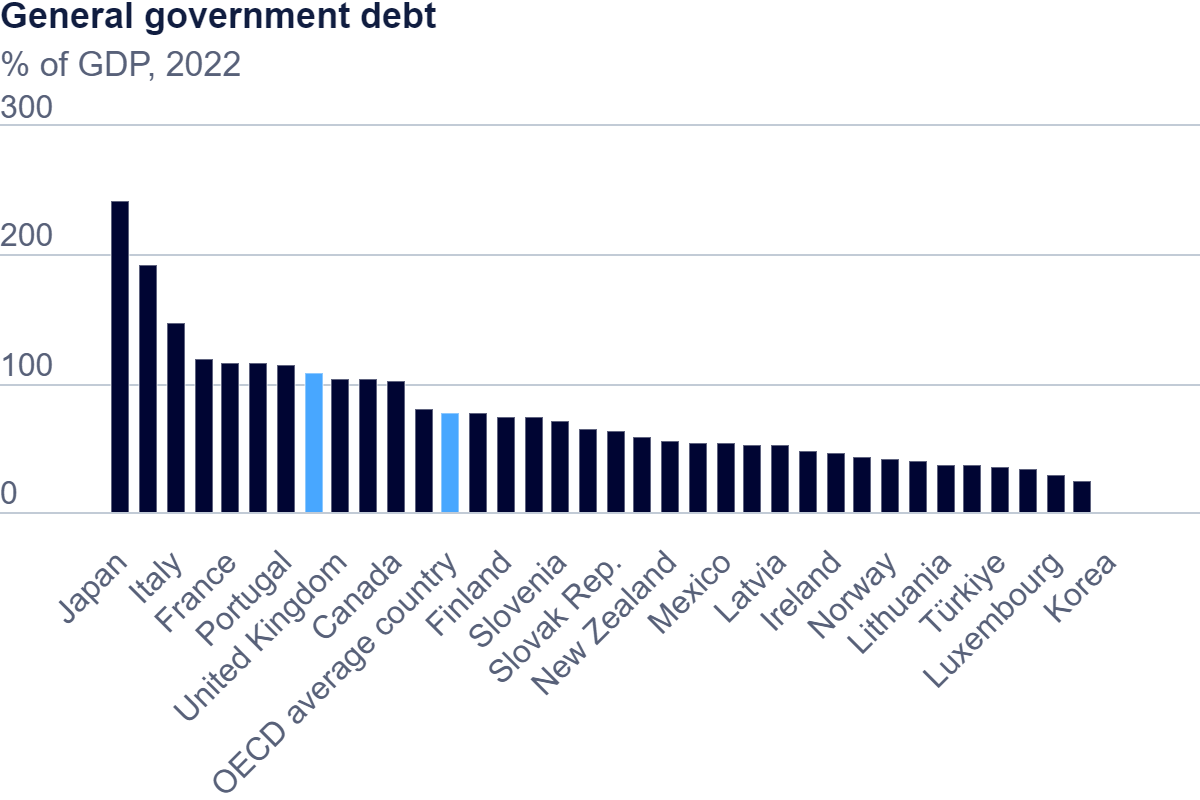 General government debt
% of GDP, 2022
300
200
100
0
Japan
Italy
France
Portugal
United Kingdom
Canada
OECD average country
Finland
Slovenia
Slovak Rep.
New Zealand
Mexico
Latvia
Ireland
Norway
Lithuania
Türkiye
Luxembourg
Korea